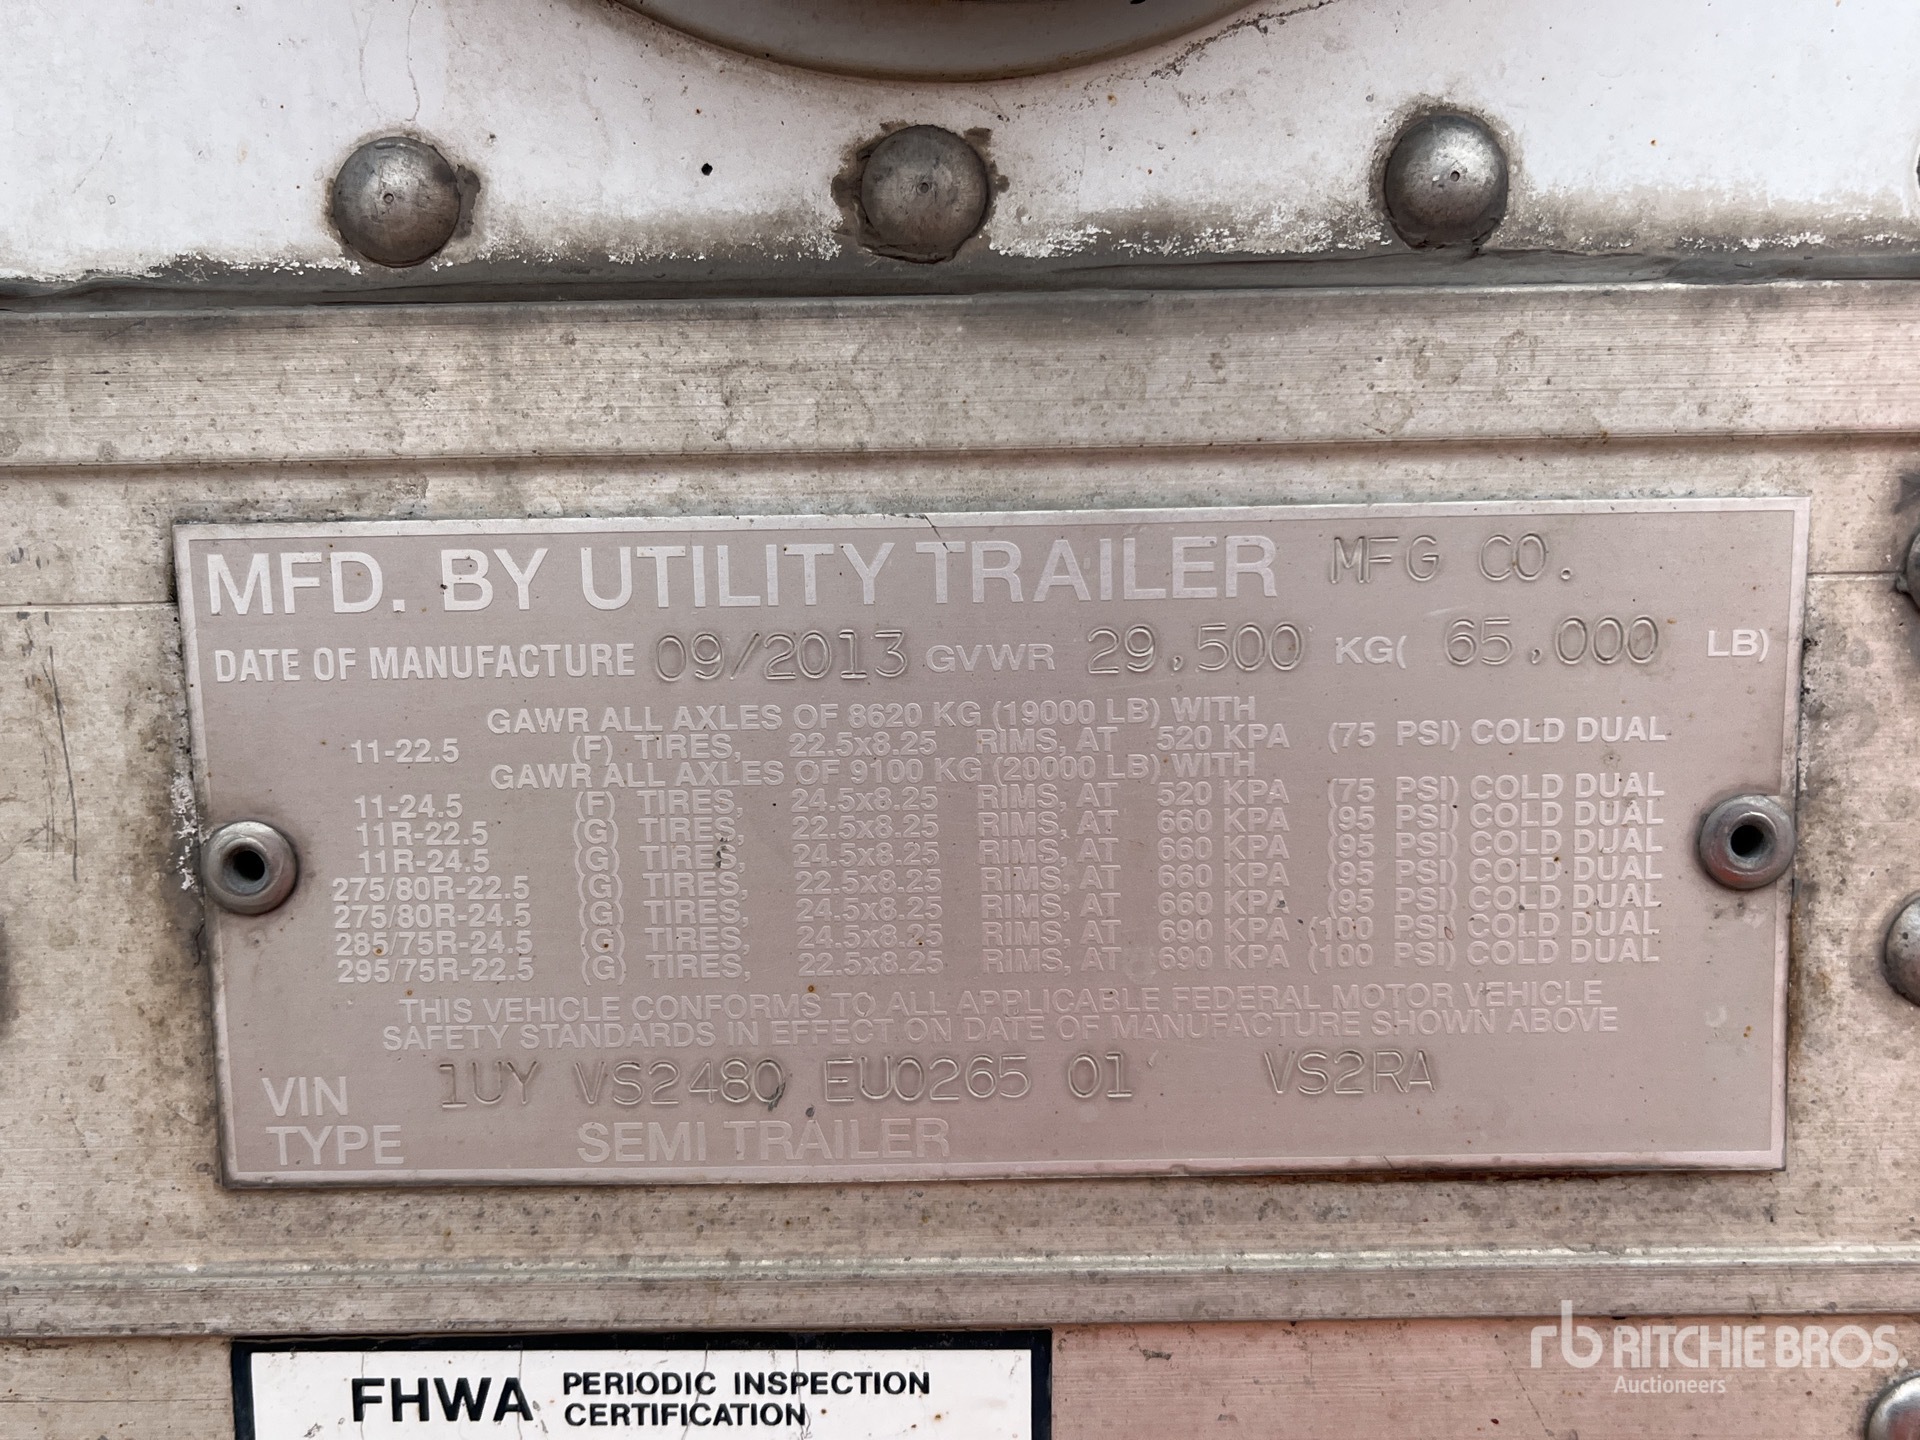 MFD. BY UTILITY TRAILER MFG CO.
DATE OF MANUFACTURE 09/2013 GVWR 29,500 KG( 65,000 LB)
GAWR ALL AXLES OF 8620 KG (19000 LB) WITH
11-22.5 (F) TIRES, 22.5x8.25 RIMS, AT 520 KPA (75 PSI) COLD DUAL
GAWR ALL AXLES OF 9100 KG (20000 LB) WITH
11-24.5 (F) TIRES, 24.5x8.25 RIMS, AT 520 KPA (75 PSI) COLD DUAL
11R-22.5 (G) TIRES, 22.5x8.25 RIMS, AT 660 KPA (95 PSI) COLD DUAL
11R-24.5 (G) TIRES, 24.5x8.25 RIMS, AT 660 KPA (95 PSI) COLD DUAL
275/80R-22.5 (G) TIRES, 22.5x8.25 RIMS, AT 660 KPA (95 PSI) COLD DUAL
275/80R-24.5 (G) TIRES, 24.5x8.25 RIMS, AT 660 KPA (95 PSI) COLD DUAL
285/75R-24.5 (G) TIRES, 24.5x8.25 RIMS, AT 690 KPA (100 PSI) COLD DUAL
295/75R-22.5 (G) TIRES, 22.5x8.25 RIMS, AT 690 KPA (100 PSI) COLD DUAL
THIS VEHICLE CONFORMS TO ALL APPLICABLE FEDERAL MOTOR VEHICLE
SAFETY STANDARDS IN EFFECT ON DATE OF MANUFACTURE SHOWN ABOVE
VIN 1UY VS2480 EU0265 01 VS2RA
TYPE SEMI TRAILER
FHWA PERIODIC INSPECTION
CERTIFICATION
rb RITCHIE BROS.
Auctioneers